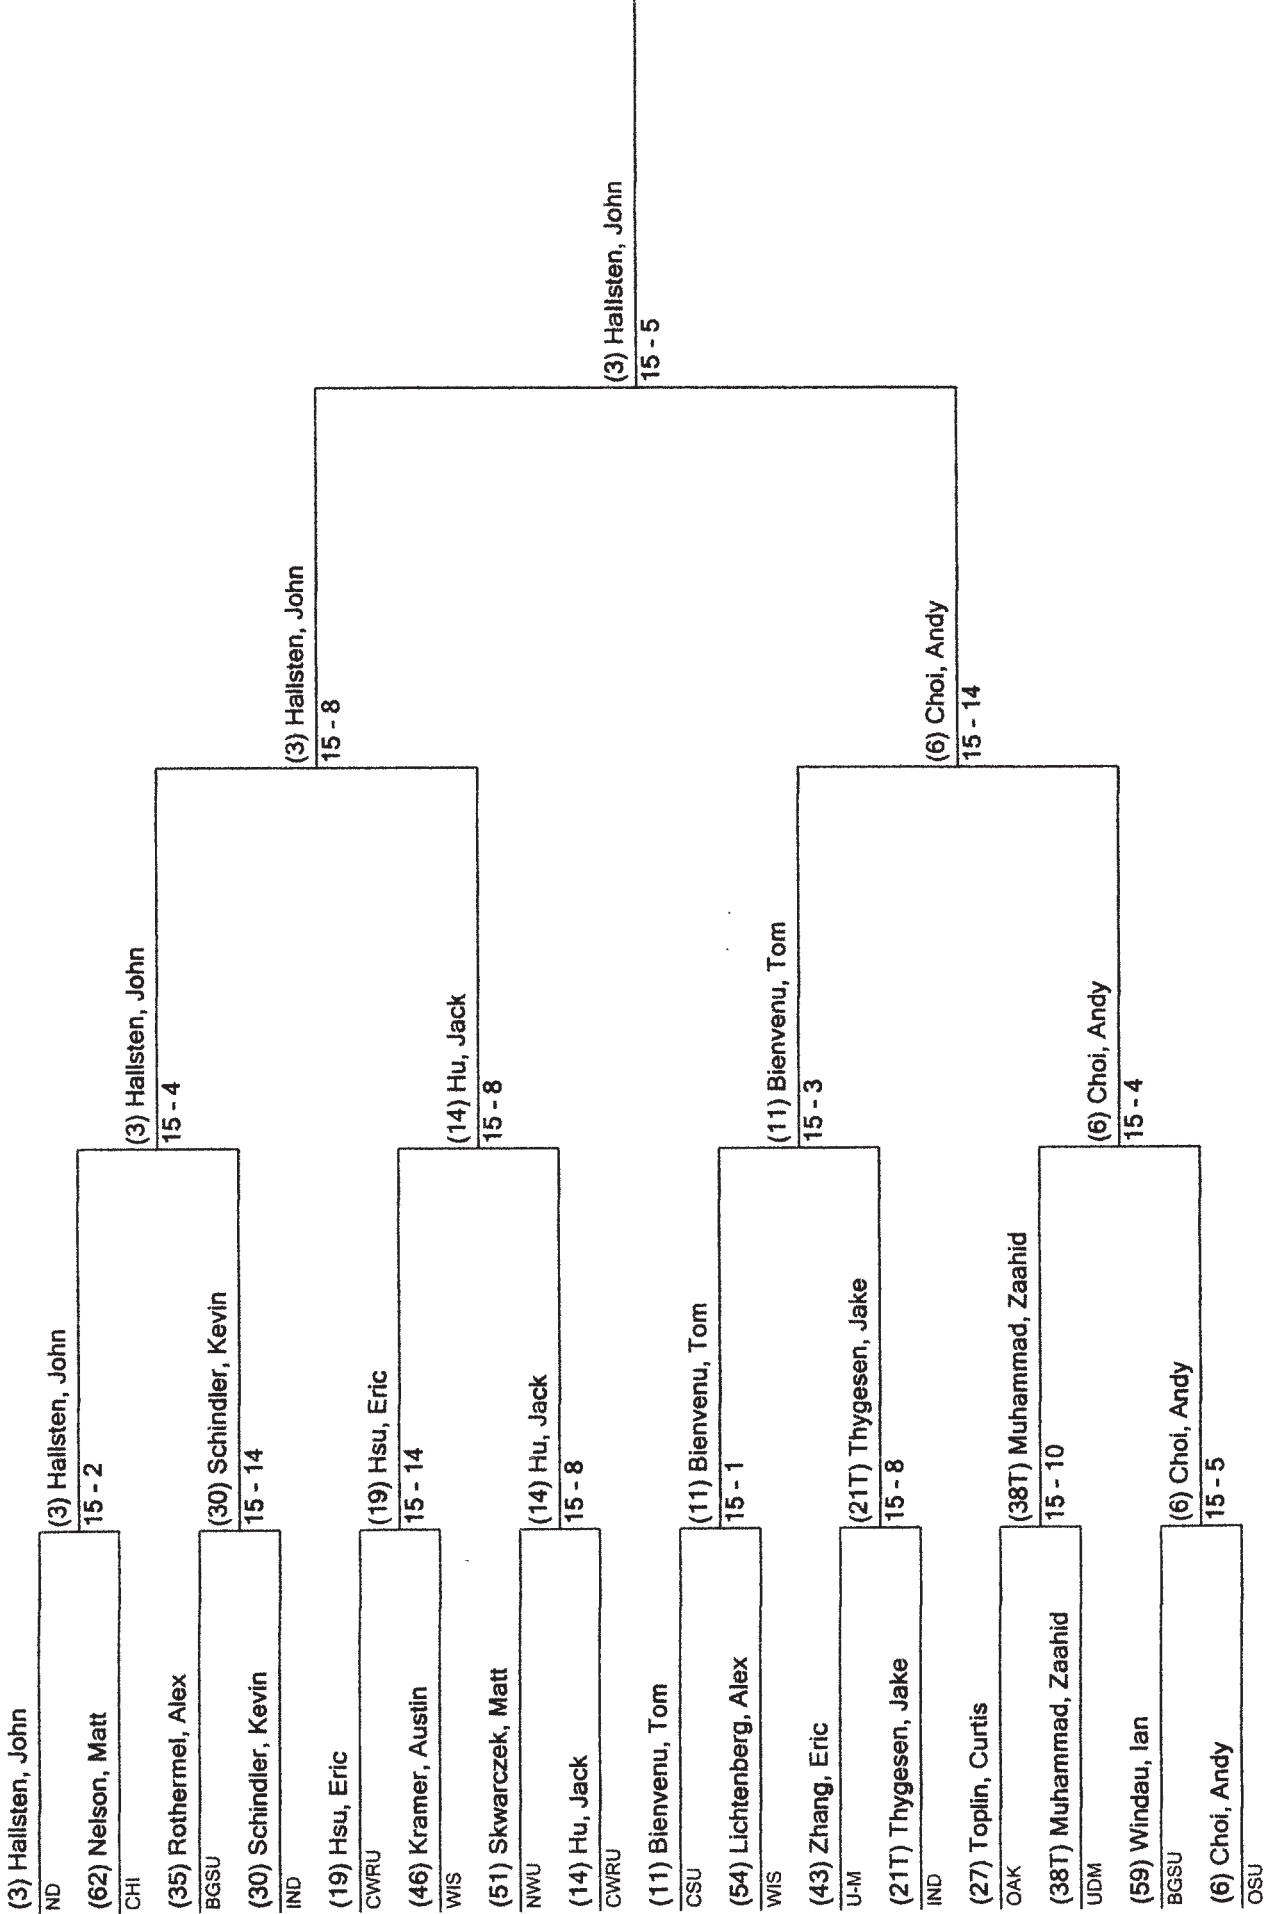 (3) Hallsten, John
ND
(62) Nelson, Matt
CHI
(35) Rothermel, Alex
BGSU
(30) Schindler, Kevin
IND
(19) Hsu, Eric
CWRU
(46) Kramer, Austin
WIS
(51) Skwarczek, Matt
NWU
(14) Hu, Jack
CWRU
(11) Bienvenu, Tom
CSU
(54) Lichtenberg, Alex
WIS
(43) Zhang, Eric
U-M
(21T) Thygesen, Jake
IND
(27) Toplin, Curtis
OAK
(38T) Muhammad, Zaahid
UDM
(59) Windau, Ian
BGSU
(6) Choi, Andy
OSU
(3) Hallsten, John
15 - 2
(30) Schindler, Kevin
15 - 14
(19) Hsu, Eric
15 - 14
(14) Hu, Jack
15 - 8
(11) Bienvenu, Tom
15 - 1
(21T) Thygesen, Jake
15 - 8
(38T) Muhammad, Zaahid
15 - 10
(6) Choi, Andy
15 - 5
(3) Hallsten, John
15 - 4
(14) Hu, Jack
15 - 8
(11) Bienvenu, Tom
15 - 3
(6) Choi, Andy
15 - 4
(3) Hallsten, John
15 - 8
(6) Choi, Andy
15 - 14
(3) Hallsten, John
15 - 5